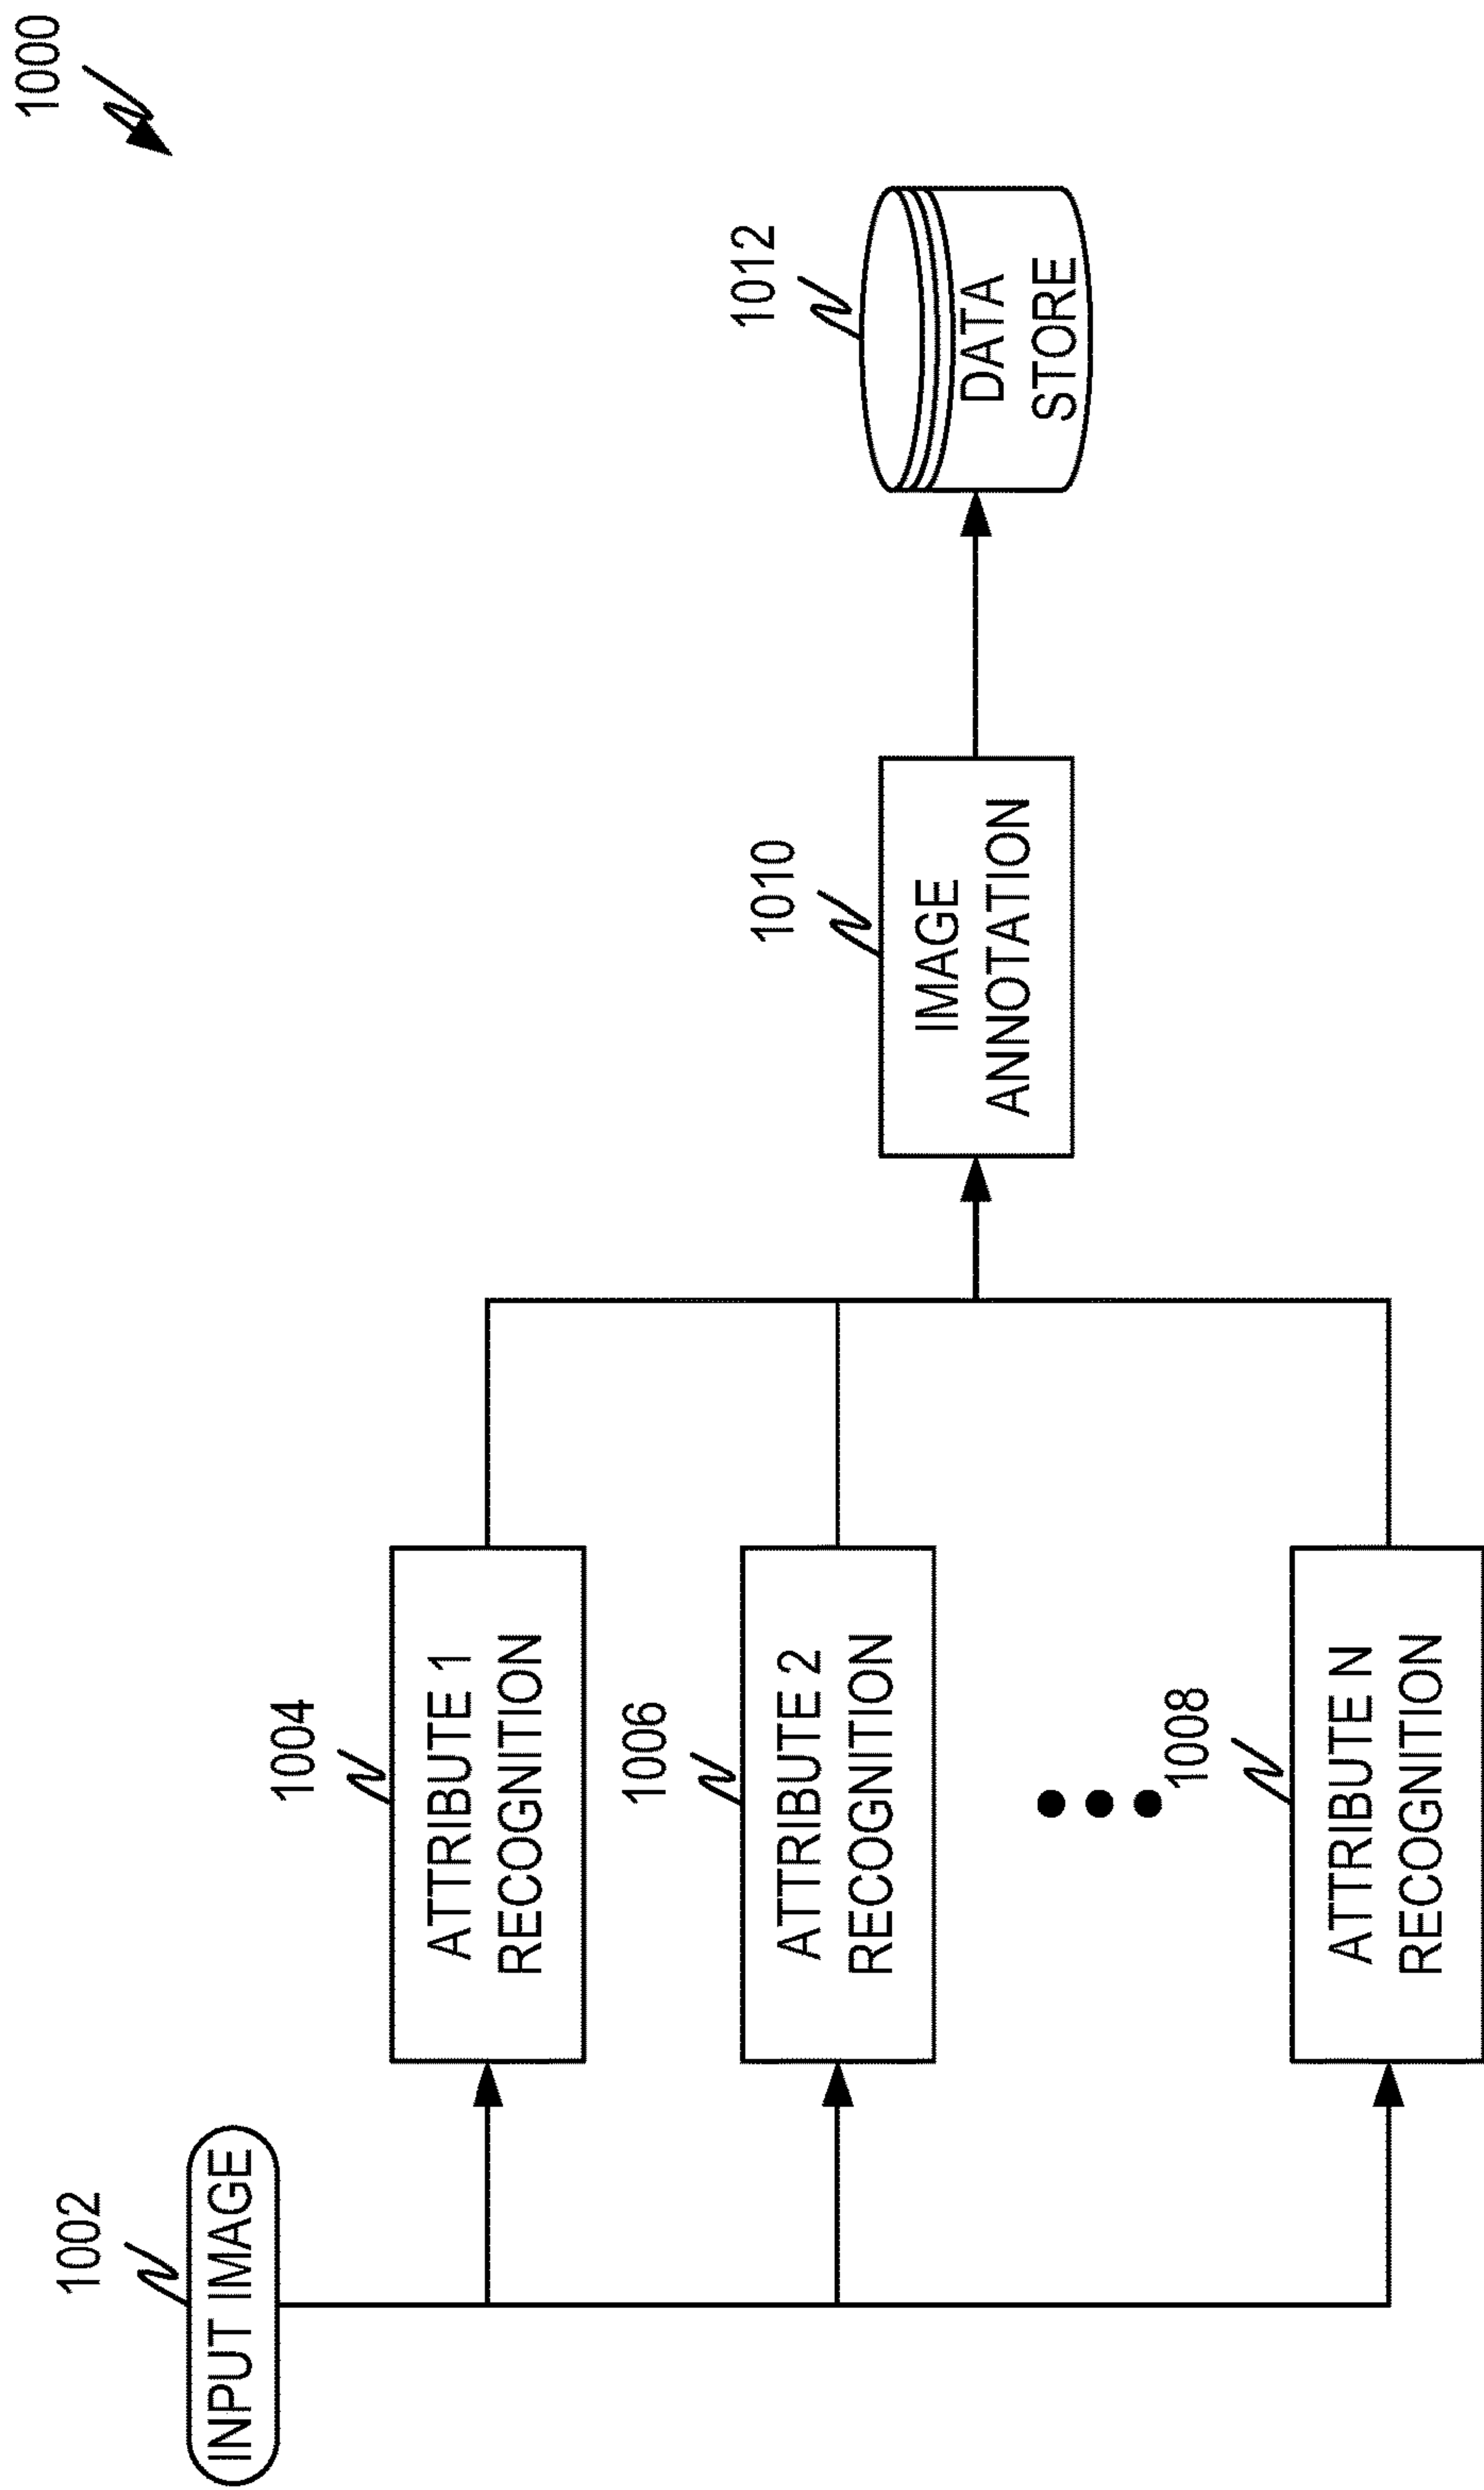 1000
1002
INPUT IMAGE
1004
ATTRIBUTE 1
RECOGNITION
1006
ATTRIBUTE 2
RECOGNITION
1008
ATTRIBUTE N
RECOGNITION
1010
IMAGE
ANNOTATION
1012
DATA
STORE